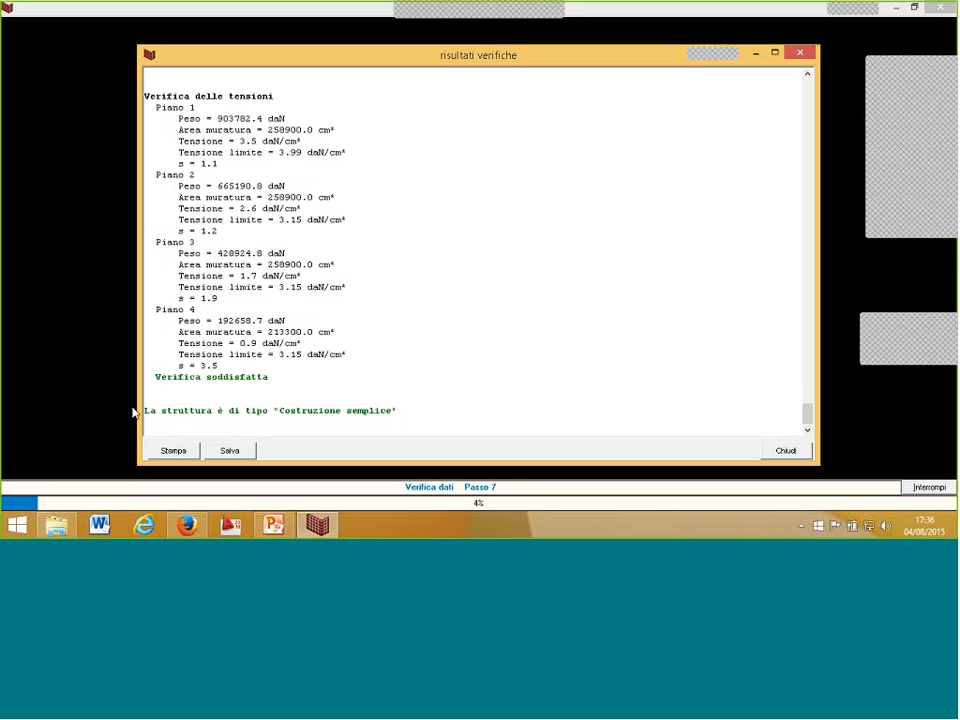 risultati verifiche
Verifica delle tensioni
Piano 1
Peso = 903782.4 daN
Area muratura = 258900.0 cm²
Tensione = 3.5 daN/cm²
Tensione limite = 3.99 daN/cm²
s = 1.1
Piano 2
Peso = 665190.8 daN
Area muratura = 258900.0 cm²
Tensione = 2.6 daN/cm²
Tensione limite = 3.15 daN/cm²
s = 1.2
Piano 3
Peso = 428924.8 daN
Area muratura = 258900.0 cm²
Tensione = 1.7 daN/cm²
Tensione limite = 3.15 daN/cm²
s = 1.9
Piano 4
Peso = 192658.7 daN
Area muratura = 213300.0 cm²
Tensione = 0.9 daN/cm²
Tensione limite = 3.15 daN/cm²
s = 3.5
Verifica soddisfatta
La struttura è di tipo "Costruzione semplice"
Stampa Salva Chiudi
Verifica dati Passo 7 Interrompi
4%
17:36
04/08/2015